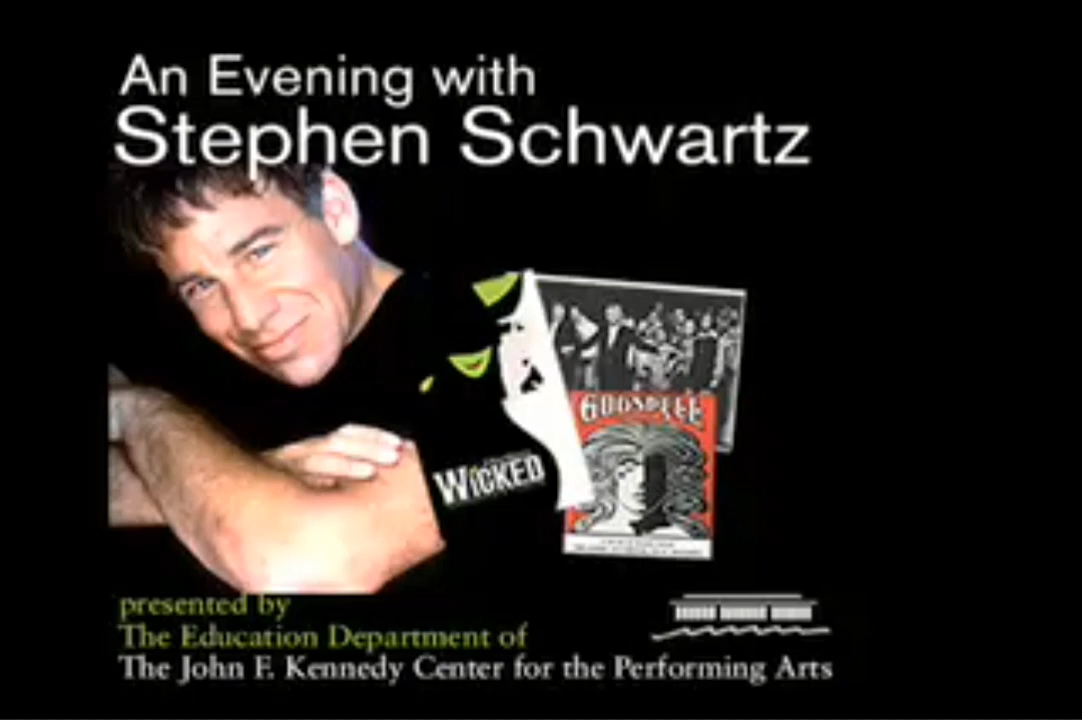 An Evening with
Stephen Schwartz
WICKED
GODSPELL
presented by
The Education Department of
The John F. Kennedy Center for the Performing Arts